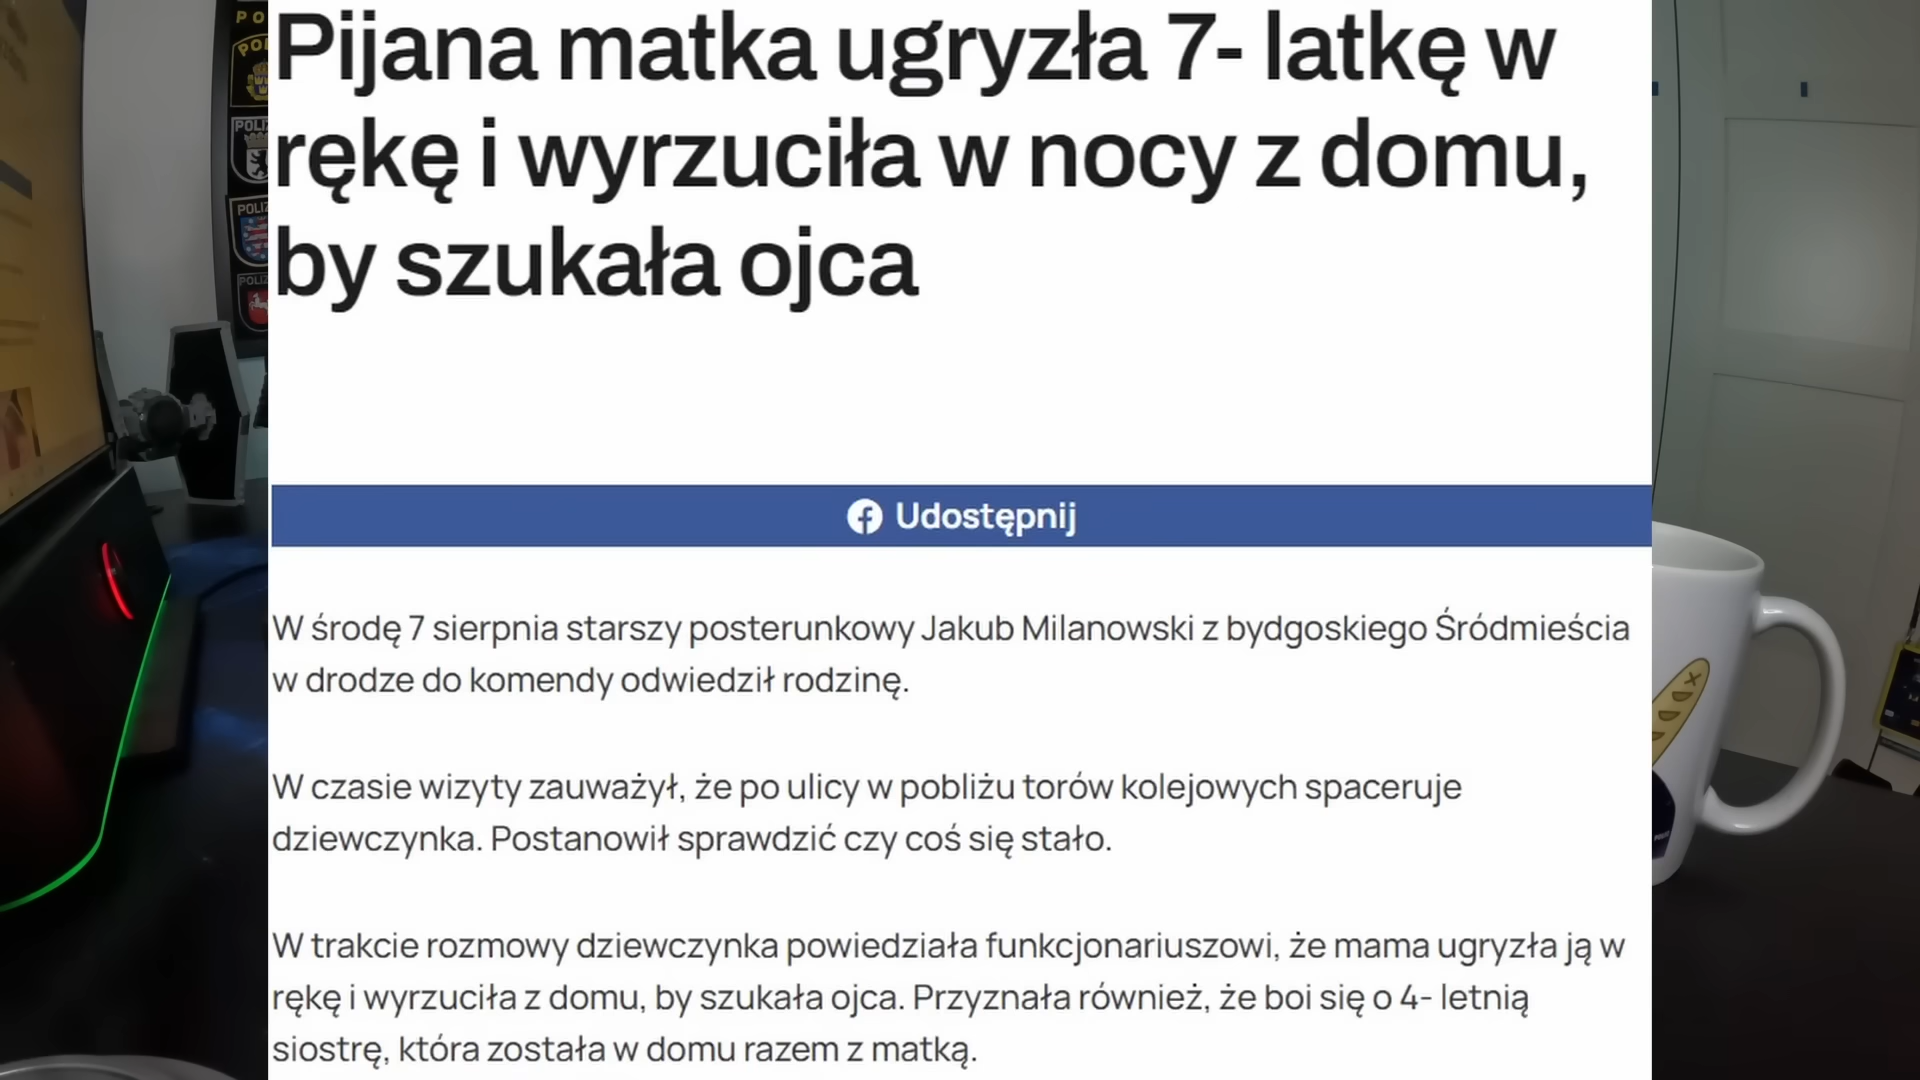 Pijana matka ugryzła 7- latkę w
rękę i wyrzuciła w nocy z domu,
by szukała ojca
Udostępnij
W środę 7 sierpnia starszy posterunkowy Jakub Milanowski z bydgoskiego Śródmieścia
w drodze do komendy odwiedził rodzinę.
W czasie wizyty zauważył, że po ulicy w pobliżu torów kolejowych spaceruje
dziewczynka. Postanowił sprawdzić czy coś się stało.
W trakcie rozmowy dziewczynka powiedziała funkcjonariuszowi, że mama ugryzła ją w
rękę i wyrzuciła z domu, by szukała ojca. Przyznała również, że boi się o 4- letnią
siostrę, która została w domu razem z matką.